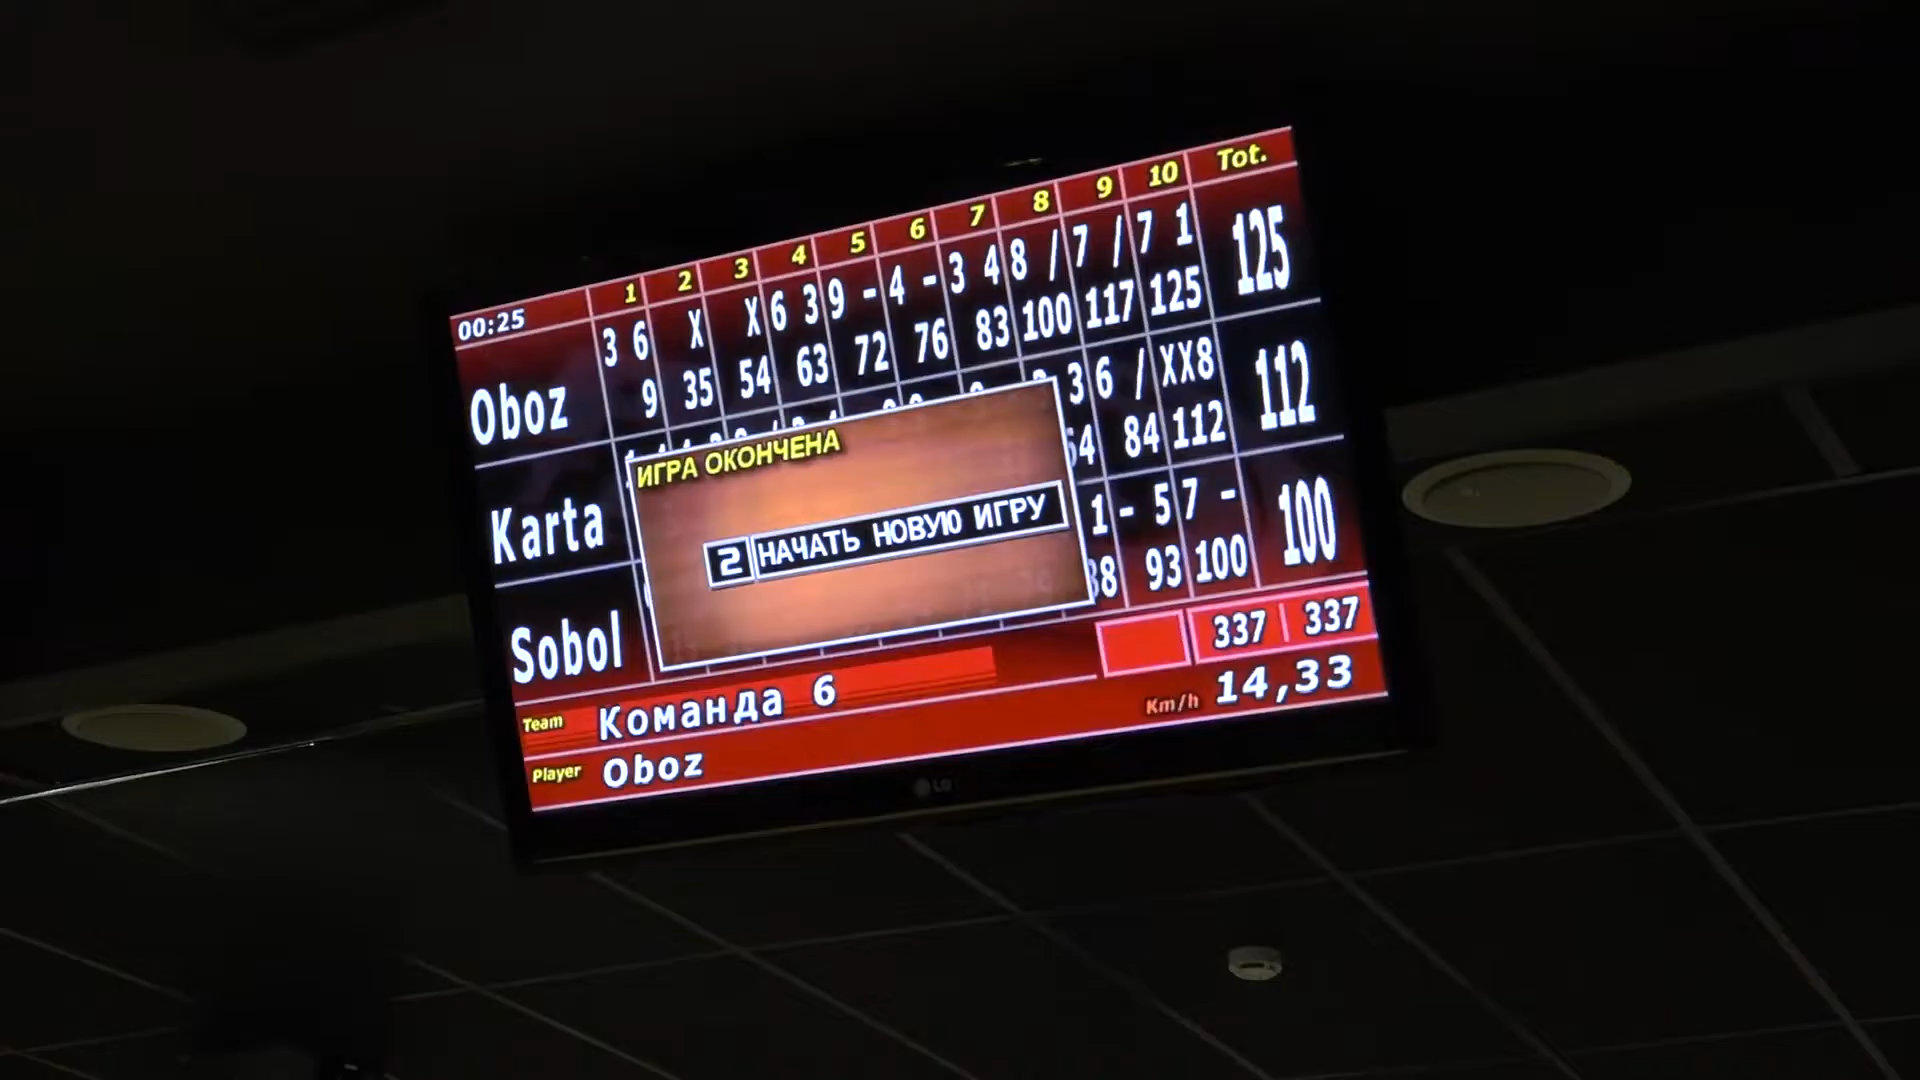 1 2 3 4 5 6 7 8 9 10 Tot.
00:25
3 6 X X 6 3 9 - 4 - 3 4 8 / 7 / 7 1
Oboz 9 35 54 63 72 76 83 100 117 125 125
3 6 / XX8
Karta 84 112 112
1 - 5 7 -
Sobol 93 100 100
ИГРА ОКОНЧЕНА
2 НАЧАТЬ НОВУЮ ИГРУ
337 337
Team Команда 6
Km/h 14,33
Player Oboz
LG